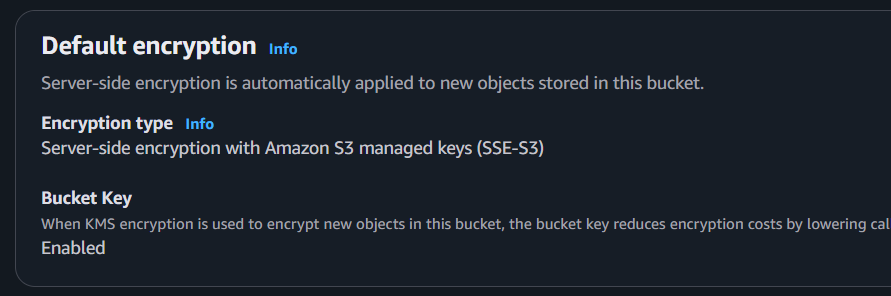 Default encryption Info
Server-side encryption is automatically applied to new objects stored in this bucket.
Encryption type Info
Server-side encryption with Amazon S3 managed keys (SSE-S3)
Bucket Key
When KMS encryption is used to encrypt new objects in this bucket, the bucket key reduces encryption costs by lowering cal
Enabled